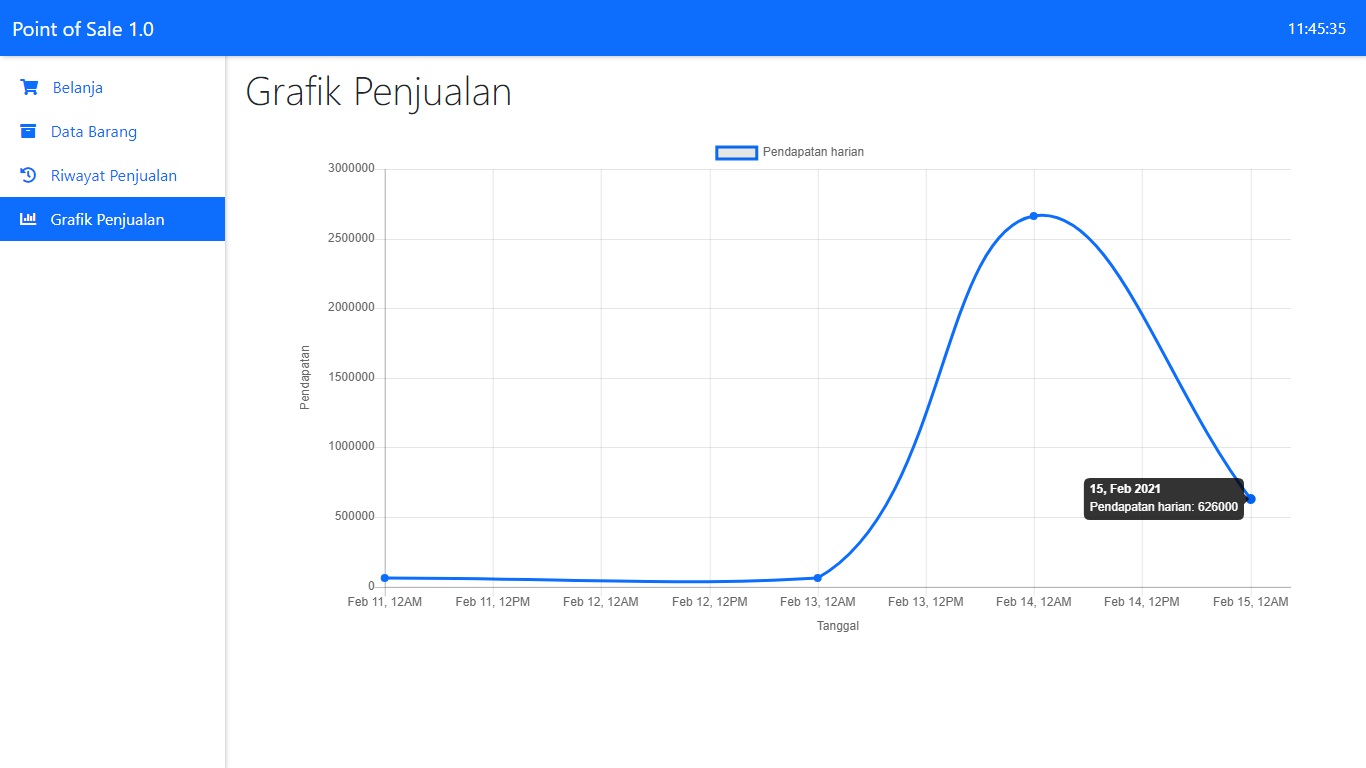 Point of Sale 1.0
11:45:35
Belanja
Data Barang
Riwayat Penjualan
Grafik Penjualan
Grafik Penjualan
Pendapatan harian
3000000
2500000
2000000
1500000
1000000
500000
0
Pendapatan
15, Feb 2021
Pendapatan harian: 626000
Feb 11, 12AM Feb 11, 12PM Feb 12, 12AM Feb 12, 12PM Feb 13, 12AM Feb 13, 12PM Feb 14, 12AM Feb 14, 12PM Feb 15, 12AM
Tanggal